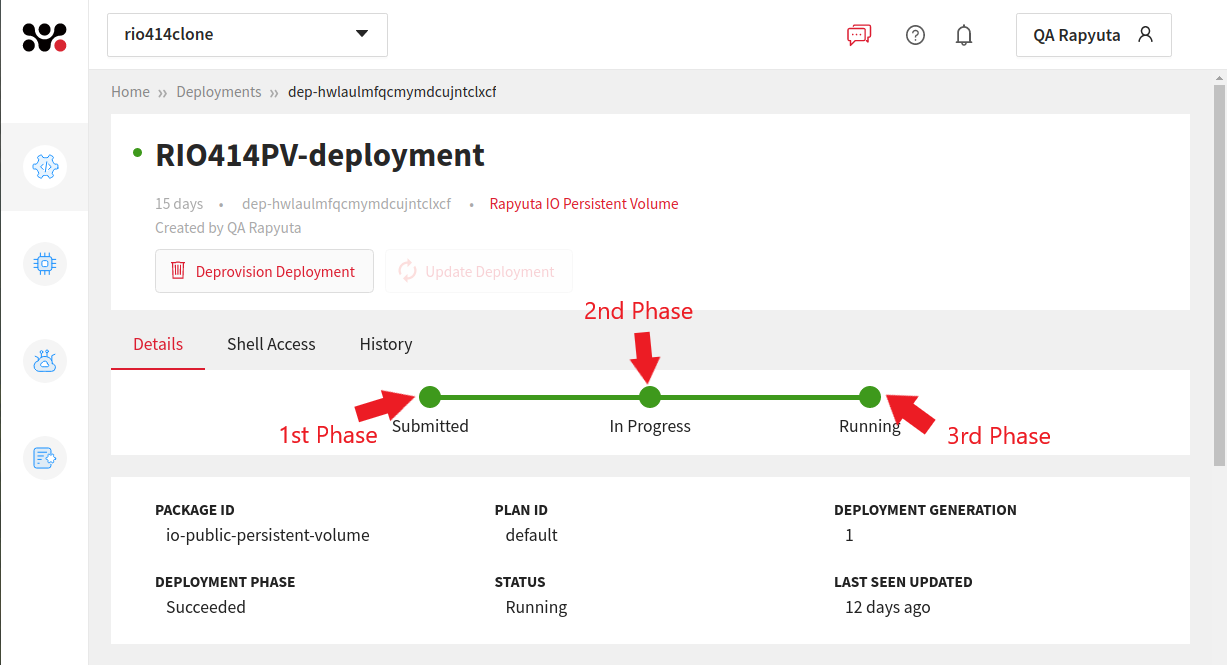 rio414clone
QA Rapyuta
Home » Deployments » dep-hwlaulmfqcmymdcujntclxcf
RIO414PV-deployment
15 days • dep-hwlaulmfqcmymdcujntclxcf • Rapyuta IO Persistent Volume
Created by QA Rapyuta
Deprovision Deployment Update Deployment
2nd Phase
Details Shell Access History
Submitted In Progress Running
1st Phase 3rd Phase
PACKAGE ID PLAN ID DEPLOYMENT GENERATION
io-public-persistent-volume default 1
DEPLOYMENT PHASE STATUS LAST SEEN UPDATED
Succeeded Running 12 days ago